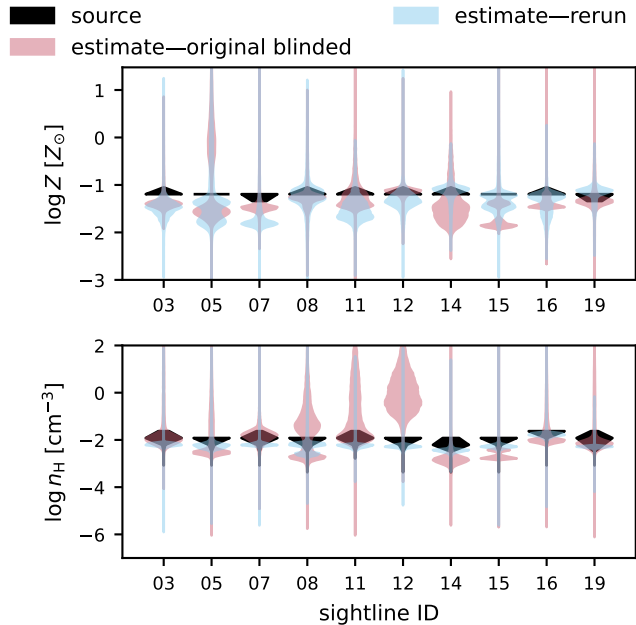 source
estimate—rerun
estimate—original blinded
log Z [Z⊙]
1
0
−1
−2
−3
03 05 07 08 11 12 14 15 16 19
log nH [cm−3]
2
0
−2
−4
−6
03 05 07 08 11 12 14 15 16 19
sightline ID